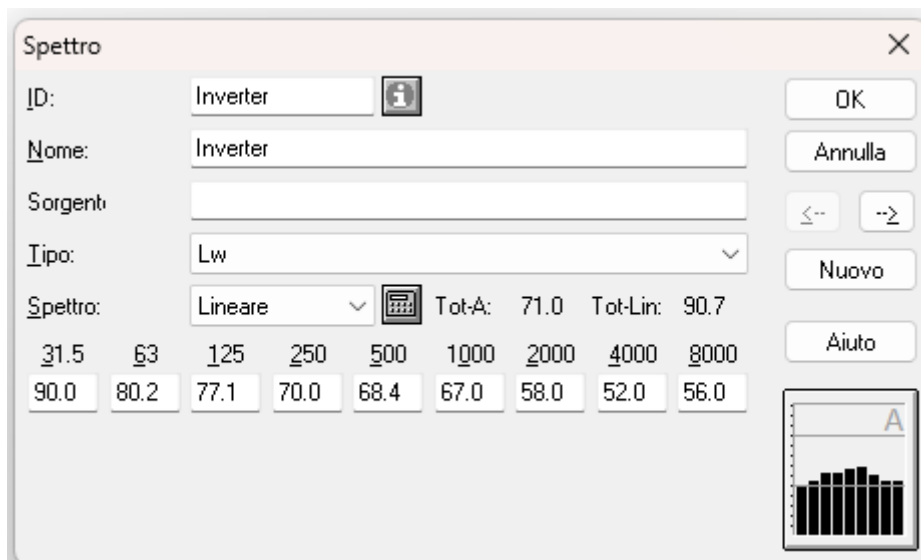 Spettro
ID: Inverter OK
Nome: Inverter Annulla
Sorgent <-- -->
Tipo: Lw
Nuovo
Spettro: Lineare Tot-A: 71.0 Tot-Lin: 90.7
Aiuto
31.5 63 125 250 500 1000 2000 4000 8000
90.0 80.2 77.1 70.0 68.4 67.0 58.0 52.0 56.0
A